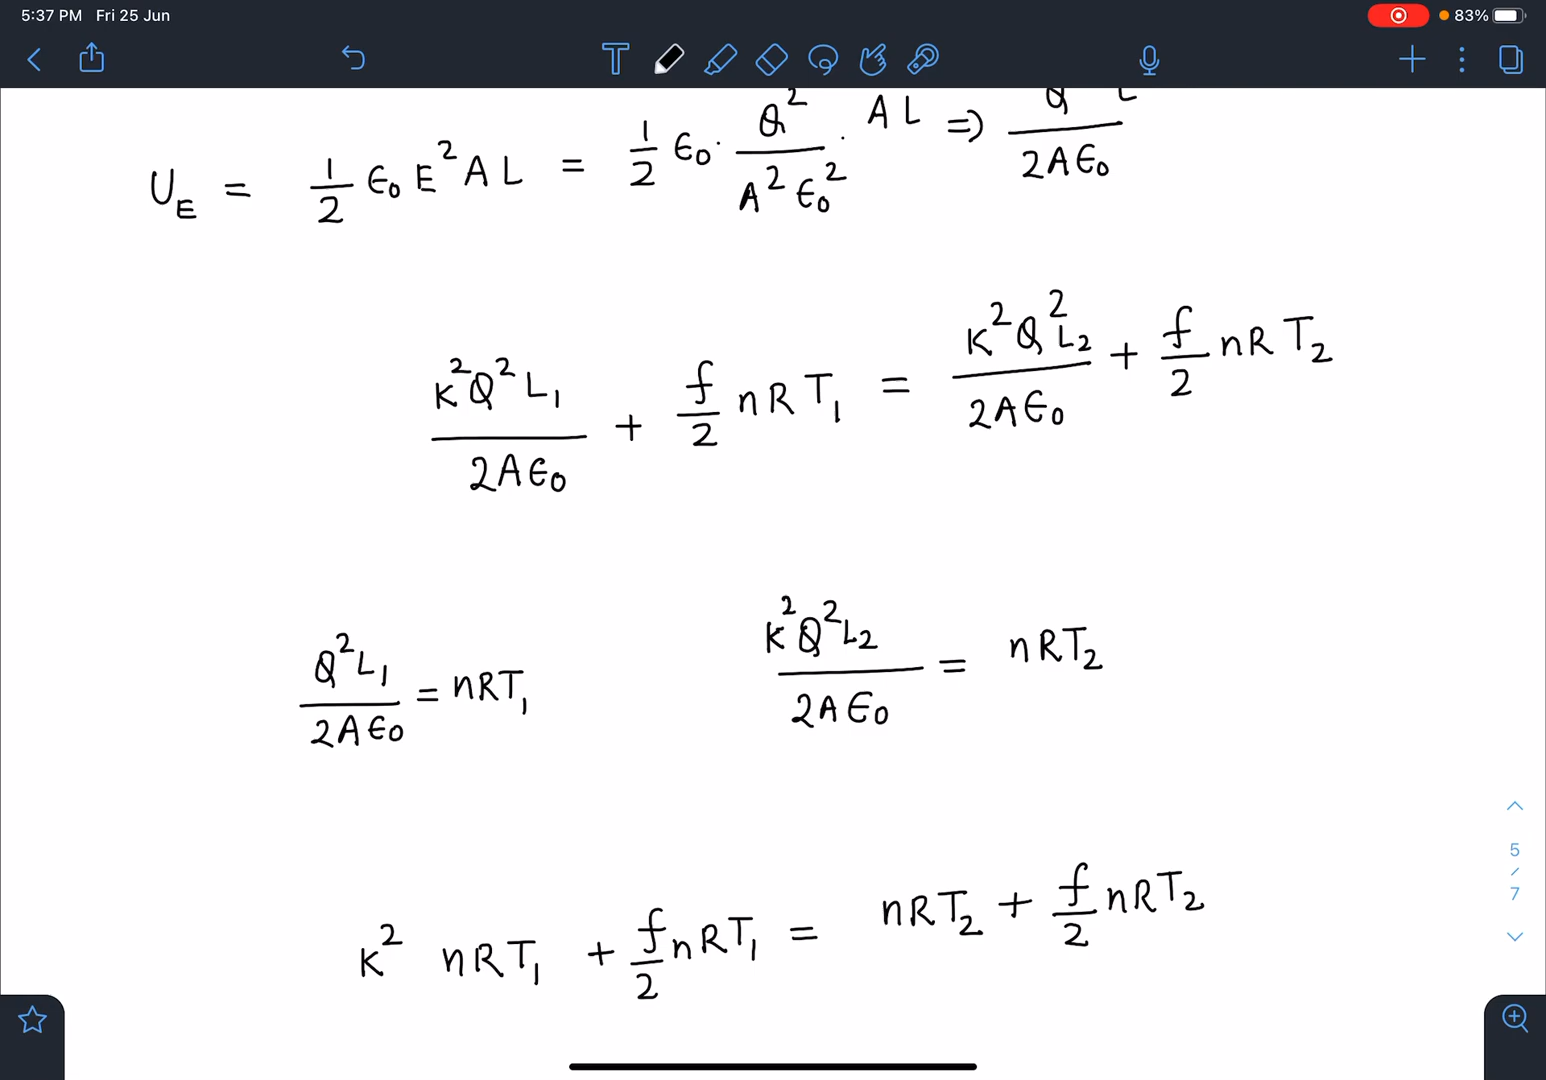 5:37 PM Fri 25 Jun 83%
U_E = 1/2 ϵ₀ E² A L = 1/2 ϵ₀ · Q²/(A² ϵ₀²) · A L ⇒ Q L/(2Aϵ₀)
K²Q²L₁/(2Aϵ₀) + f/2 nRT₁ = K²Q²L₂/(2Aϵ₀) + f/2 nRT₂
Q²L₁/(2Aϵ₀) = nRT₁ K²Q²L₂/(2Aϵ₀) = nRT₂
K² nRT₁ + f/2 nRT₁ = nRT₂ + f/2 nRT₂
T
5
/
7